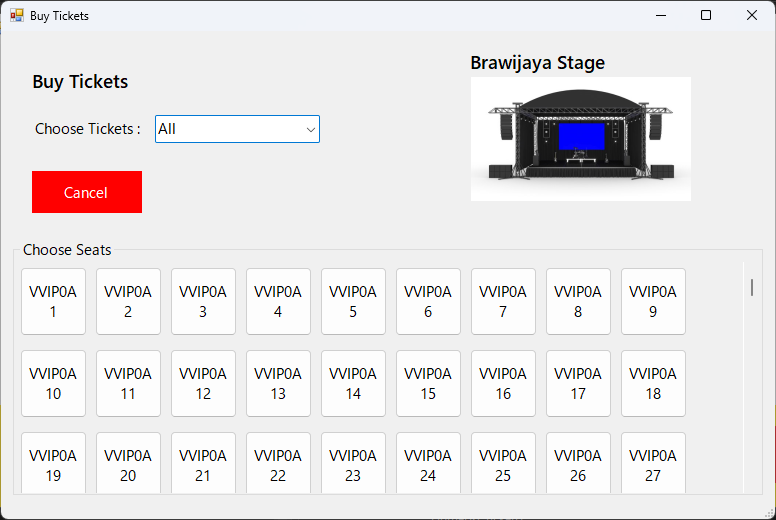 Buy Tickets
Brawijaya Stage
Buy Tickets
Choose Tickets :
All
Cancel
Choose Seats
VVIP0A VVIP0A VVIP0A VVIP0A VVIP0A VVIP0A VVIP0A VVIP0A VVIP0A
1 2 3 4 5 6 7 8 9
VVIP0A VVIP0A VVIP0A VVIP0A VVIP0A VVIP0A VVIP0A VVIP0A VVIP0A
10 11 12 13 14 15 16 17 18
VVIP0A VVIP0A VVIP0A VVIP0A VVIP0A VVIP0A VVIP0A VVIP0A VVIP0A
19 20 21 22 23 24 25 26 27